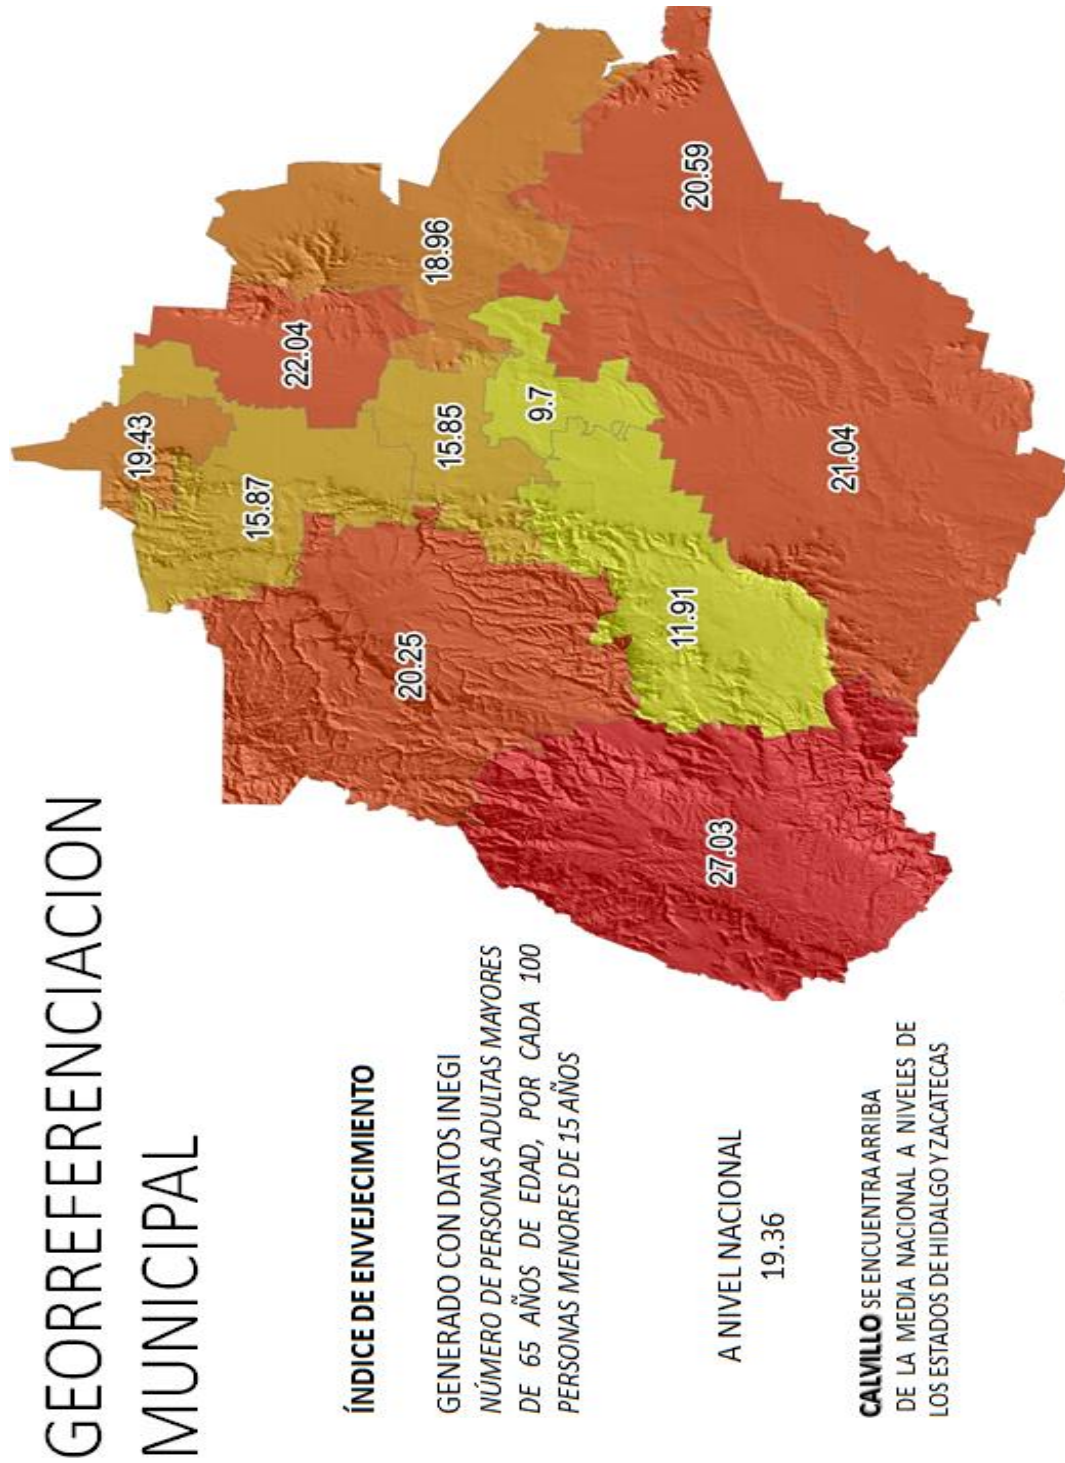 GEORREFERENCIACION
MUNICIPAL
ÍNDICE DE ENVEJECIMIENTO
GENERADO CON DATOS INEGI
NÚMERO DE PERSONAS ADULTAS MAYORES
DE 65 AÑOS DE EDAD, POR CADA 100
PERSONAS MENORES DE 15 AÑOS
A NIVEL NACIONAL
19.36
CALVILLO SE ENCUENTRA ARRIBA
DE LA MEDIA NACIONAL A NIVELES DE
LOS ESTADOS DE HIDALGO Y ZACATECAS
19.43
15.87
22.04
20.25
18.96
15.85
9.7
11.91
27.03
20.59
21.04